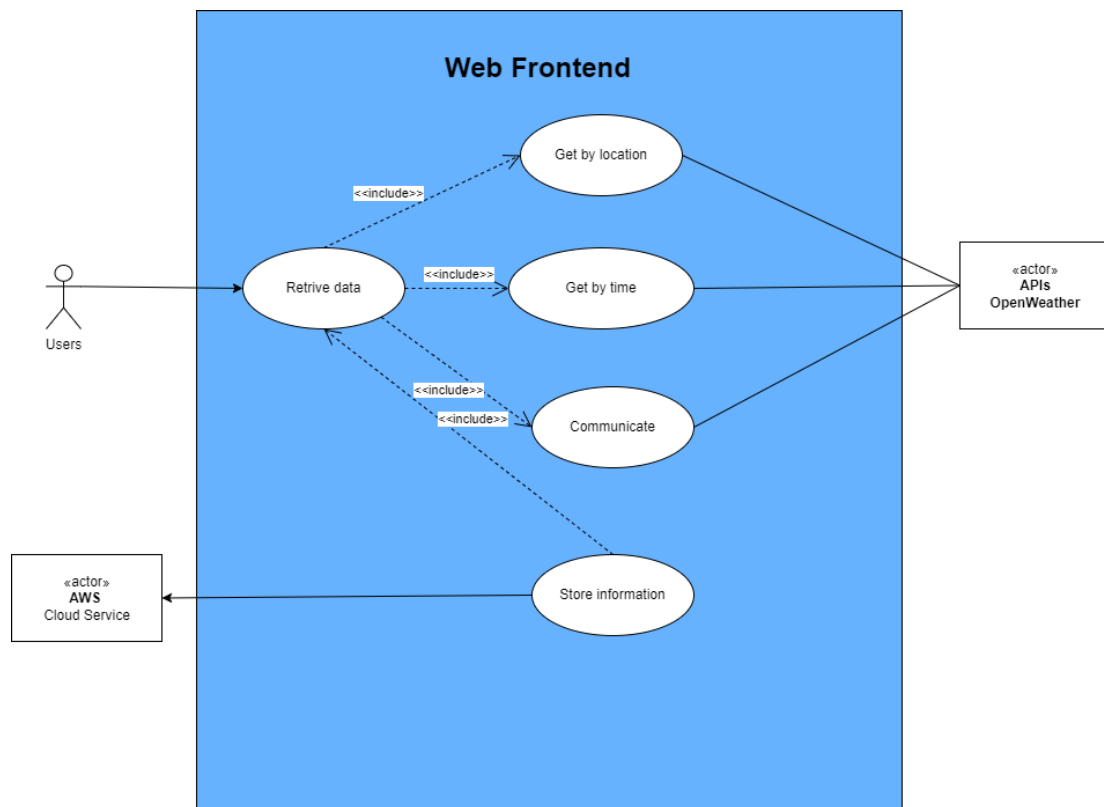 Web Frontend
Get by location
<<include>>
Retrive data
<<include>>
Get by time
«actor»
APIs
OpenWeather
Users
<<include>>
<<include>>
Communicate
«actor»
AWS
Cloud Service
Store information